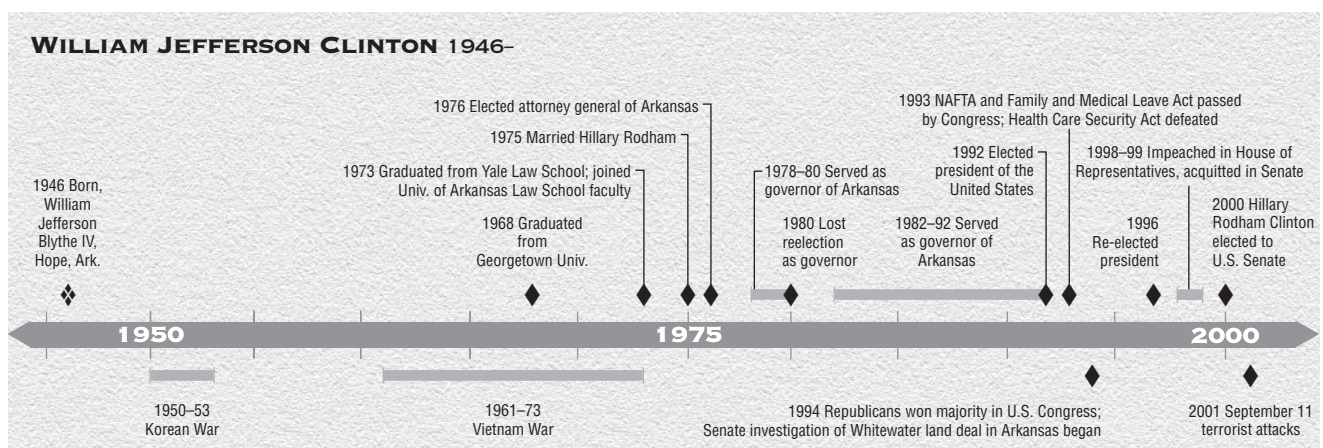 WILLIAM JEFFERSON CLINTON 1946–
1946 Born,
William
Jefferson
Blythe IV,
Hope, Ark.
1968 Graduated
from
Georgetown Univ.
1973 Graduated from Yale Law School; joined
Univ. of Arkansas Law School faculty
1975 Married Hillary Rodham
1976 Elected attorney general of Arkansas
1978–80 Served as
governor of Arkansas
1980 Lost
reelection
as governor
1982–92 Served
as governor of
Arkansas
1992 Elected
president of the
United States
1993 NAFTA and Family and Medical Leave Act passed
by Congress; Health Care Security Act defeated
1996
Re-elected
president
1998–99 Impeached in House of
Representatives, acquitted in Senate
2000 Hillary
Rodham Clinton
elected to
U.S. Senate
1950
1975
2000
1950–53
Korean War
1961–73
Vietnam War
1994 Republicans won majority in U.S. Congress;
Senate investigation of Whitewater land deal in Arkansas began
2001 September 11
terrorist attacks